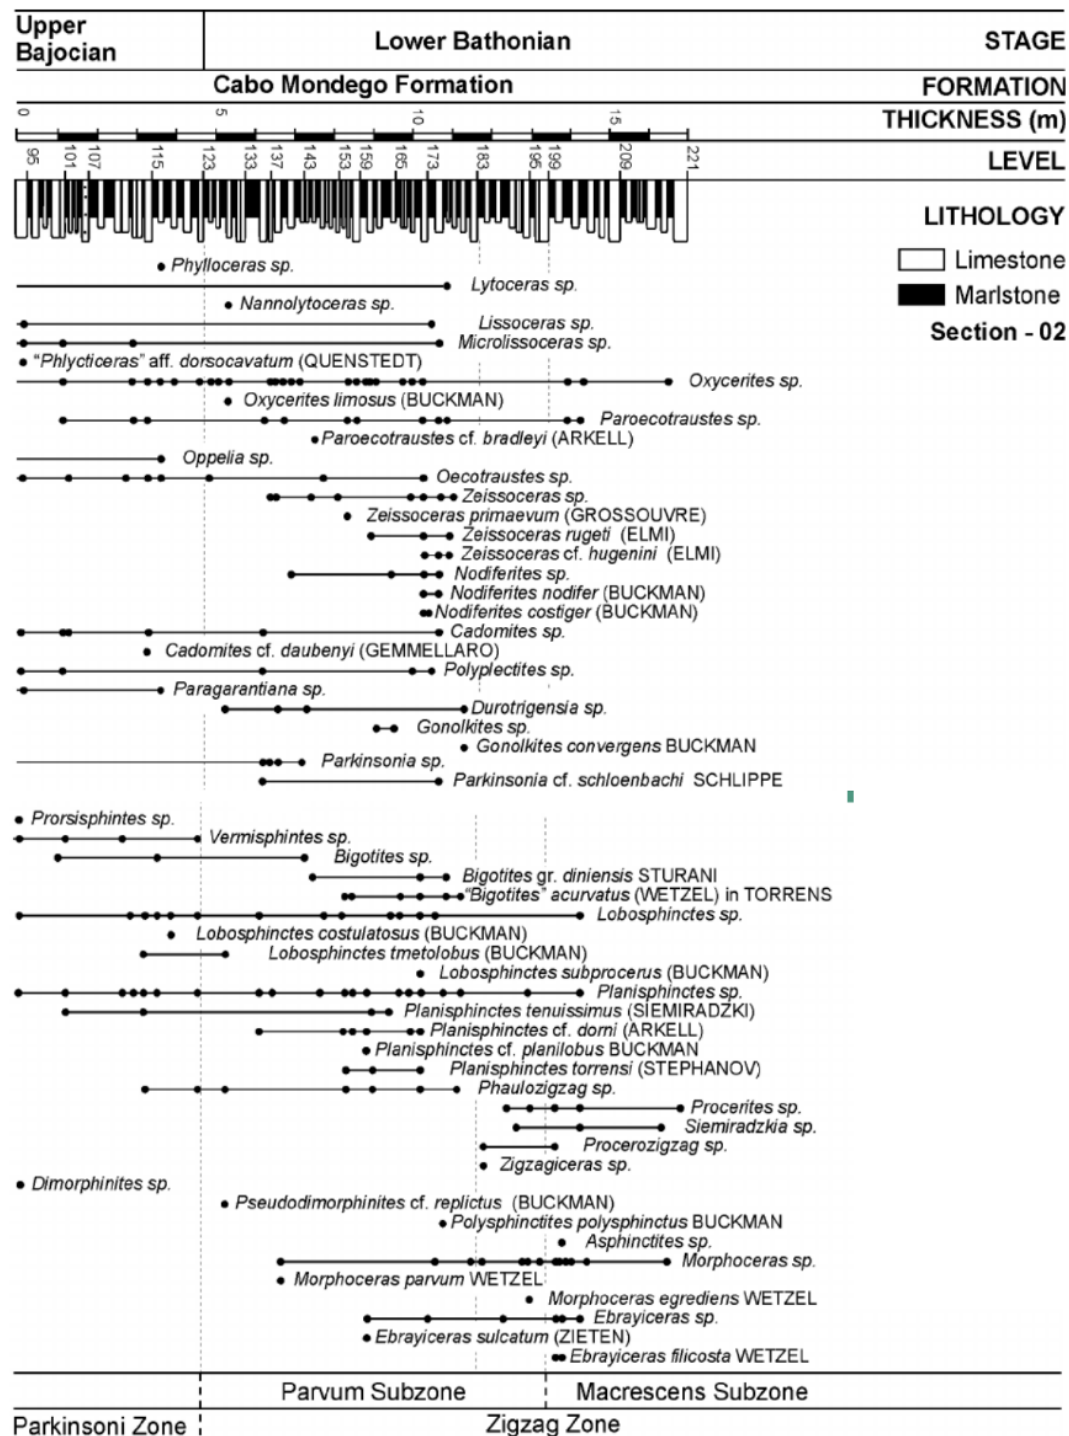 Upper
Bajocian
Lower Bathonian
STAGE
Cabo Mondego Formation
FORMATION
0 5 10 15
THICKNESS (m)
95 101 107 115 123 133 137 143 153 159 165 173 183 195 199 209 221
LEVEL
LITHOLOGY
Limestone
Marlstone
Section - 02
Phylloceras sp.
Lytoceras sp.
Nannolytoceras sp.
Lissoceras sp.
Microlissoceras sp.
“Phlycticeras” aff. dorsocavatum (QUENSTEDT)
Oxycerites sp.
Oxycerites limosus (BUCKMAN)
Paroecotraustes sp.
Paroecotraustes cf. bradleyi (ARKELL)
Oppelia sp.
Oecotraustes sp.
Zeissoceras sp.
Zeissoceras primaevum (GROSSOUVRE)
Zeissoceras rugeti (ELMI)
Zeissoceras cf. hugenini (ELMI)
Nodiferites sp.
Nodiferites nodifer (BUCKMAN)
Nodiferites costiger (BUCKMAN)
Cadomites sp.
Cadomites cf. daubenyi (GEMMELLARO)
Polyplectites sp.
Paragarantiana sp.
Durotrigensia sp.
Gonolkites sp.
Gonolkites convergens BUCKMAN
Parkinsonia sp.
Parkinsonia cf. schloenbachi SCHLIPPE
Prorsisphintes sp.
Vermisphintes sp.
Bigotites sp.
Bigotites gr. diniensis STURANI
“Bigotites” acurvatus (WETZEL) in TORRENS
Lobosphinctes sp.
Lobosphinctes costulatosus (BUCKMAN)
Lobosphinctes tmetolobus (BUCKMAN)
Lobosphinctes subprocerus (BUCKMAN)
Planisphinctes sp.
Planisphinctes tenuissimus (SIEMIRADZKI)
Planisphinctes cf. dorni (ARKELL)
Planisphinctes cf. planilobus BUCKMAN
Planisphinctes torrensi (STEPHANOV)
Phaulozigzag sp.
Procerites sp.
Siemiradzkia sp.
Procerozigzag sp.
Zigzagiceras sp.
Dimorphinites sp.
Pseudodimorphinites cf. replictus (BUCKMAN)
Polysphinctites polysphinctus BUCKMAN
Asphinctites sp.
Morphoceras sp.
Morphoceras parvum WETZEL
Morphoceras egrediens WETZEL
Ebrayiceras sp.
Ebrayiceras sulcatum (ZIETEN)
Ebrayiceras filicosta WETZEL
Parvum Subzone
Macrescens Subzone
Parkinsoni Zone
Zigzag Zone